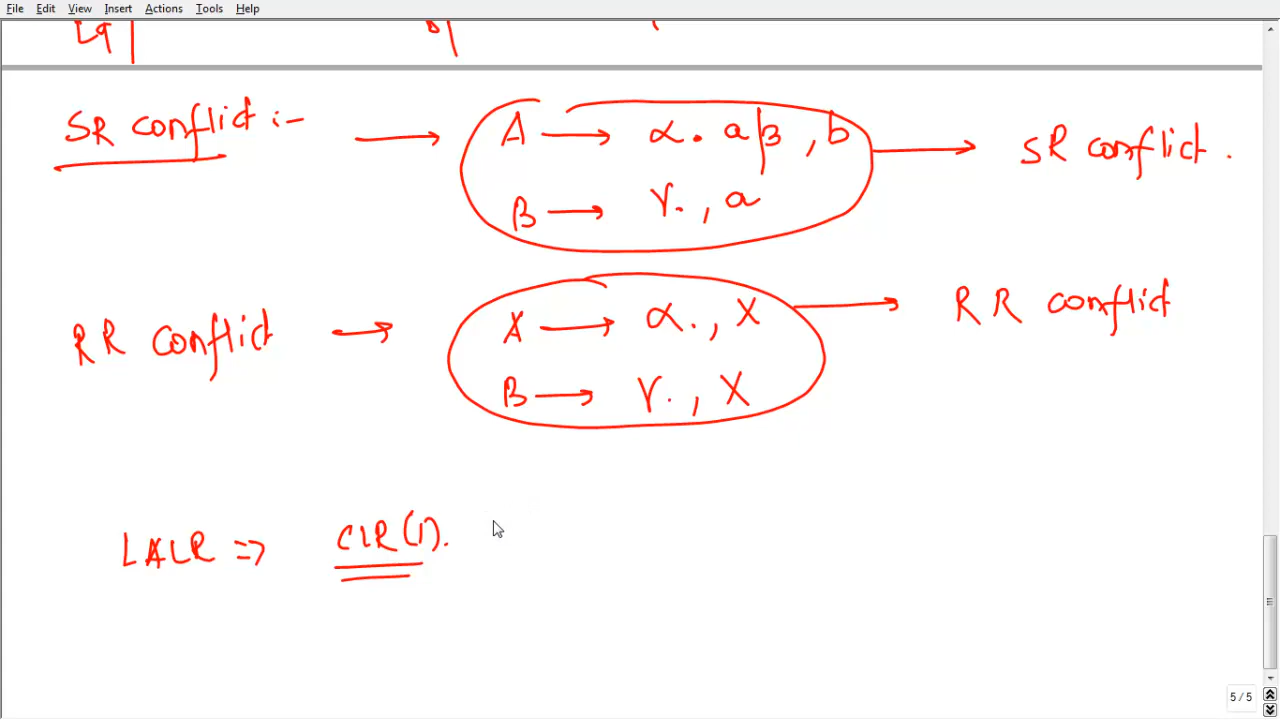 File Edit View Insert Actions Tools Help
SR conflict :- → A → α. aβ, b → SR conflict.
B → γ., a
RR conflict → A → α., X → RR conflict
B → γ., X
LALR => CLR(1).
5 / 5